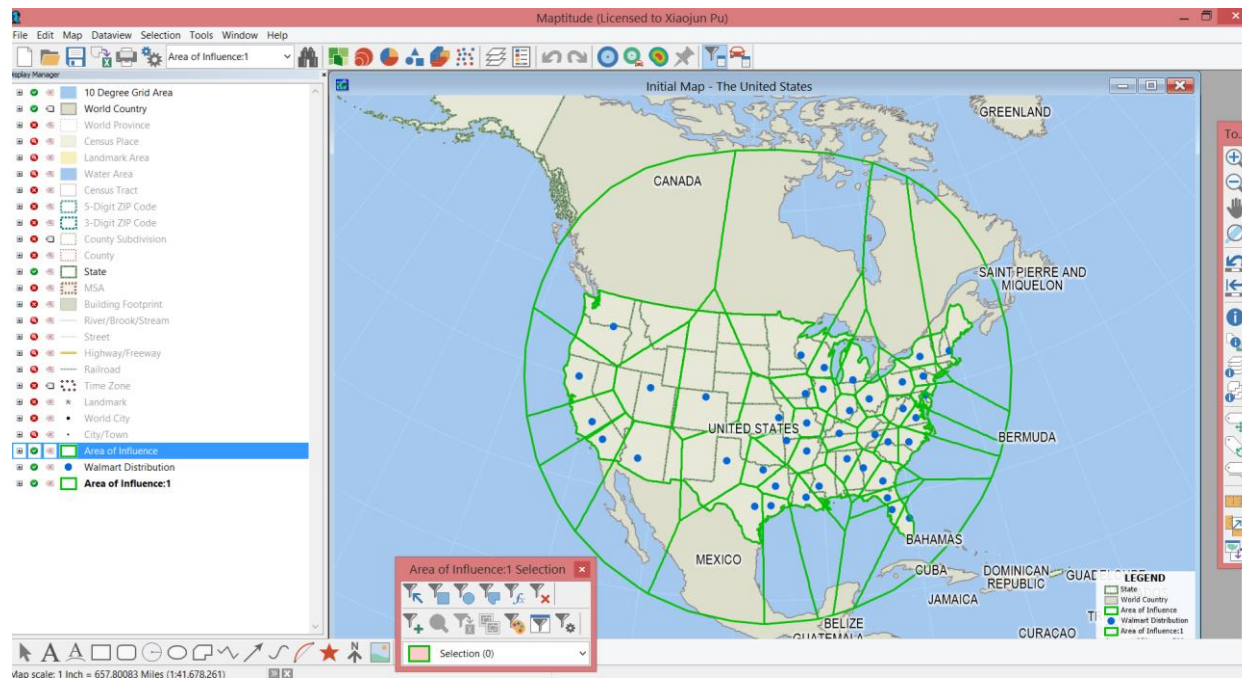 Maptitude (Licensed to Xiaojun Pu)
File Edit Map Dataview Selection Tools Window Help
Area of Influence:1
Display Manager
10 Degree Grid Area
World Country
World Province
Census Place
Landmark Area
Water Area
Census Tract
5-Digit ZIP Code
3-Digit ZIP Code
County Subdivision
County
State
MSA
Building Footprint
River/Brook/Stream
Street
Highway/Freeway
Railroad
Time Zone
Landmark
World City
City/Town
Area of Influence
Walmart Distribution
Area of Influence:1
Initial Map - The United States
GREENLAND
CANADA
SAINT PIERRE AND
MIQUELON
UNITED STATES
BERMUDA
BAHAMAS
MEXICO
CUBA
DOMINICAN
REPUBLIC
JAMAICA
BELIZE
GUATEMALA
CURACAO
LEGEND
State
World Country
Area of Influence
Walmart Distribution
Area of Influence:1
To...
Area of Influence:1 Selection
Selection (0)
Map scale: 1 Inch = 657.80083 Miles (1:41,678,261)